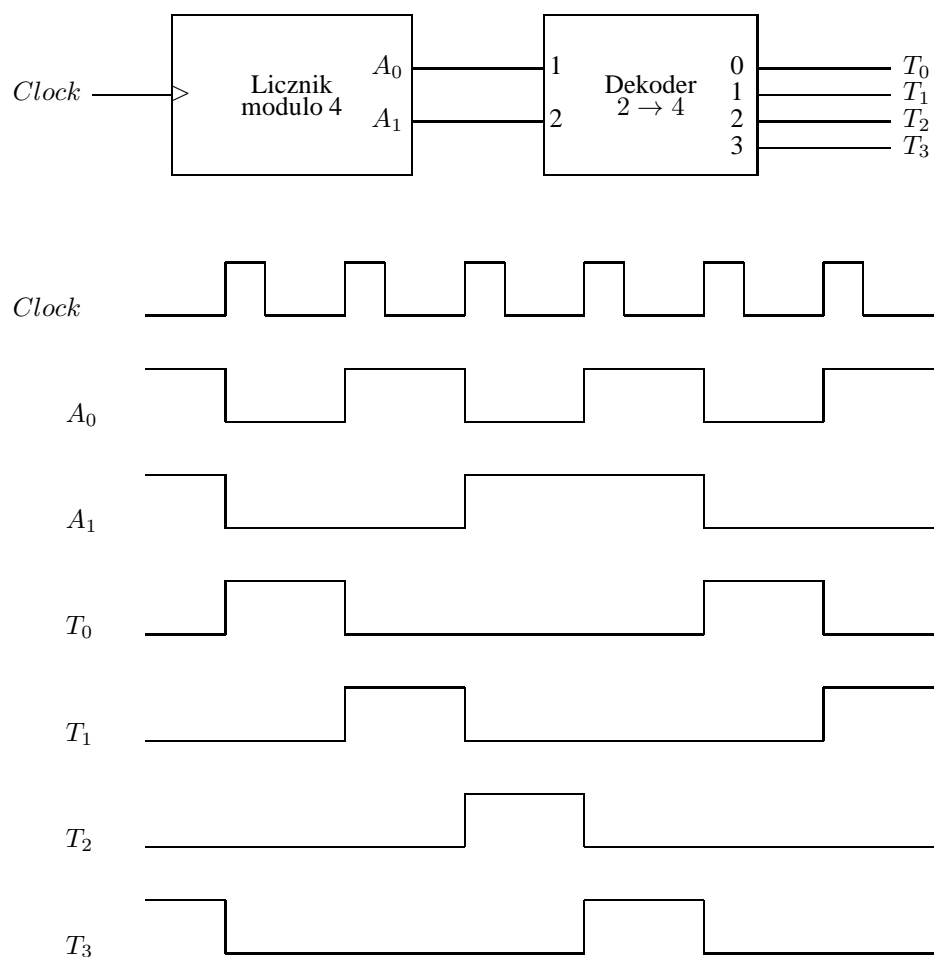 Clock
Licznik
modulo 4
A₀
A₁
1
2
Dekoder
2 → 4
0
1
2
3
T₀
T₁
T₂
T₃
Clock
A₀
A₁
T₀
T₁
T₂
T₃